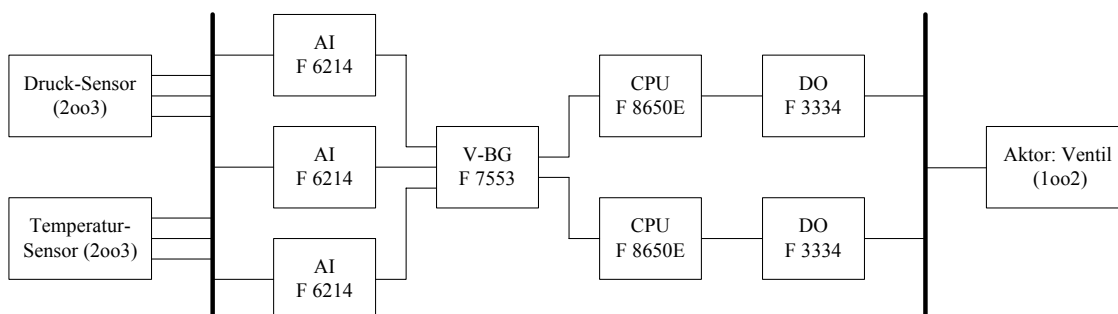 Druck-Sensor
(2oo3)
Temperatur-
Sensor (2oo3)
AI
F 6214
AI
F 6214
AI
F 6214
V-BG
F 7553
CPU
F 8650E
CPU
F 8650E
DO
F 3334
DO
F 3334
Aktor: Ventil
(1oo2)